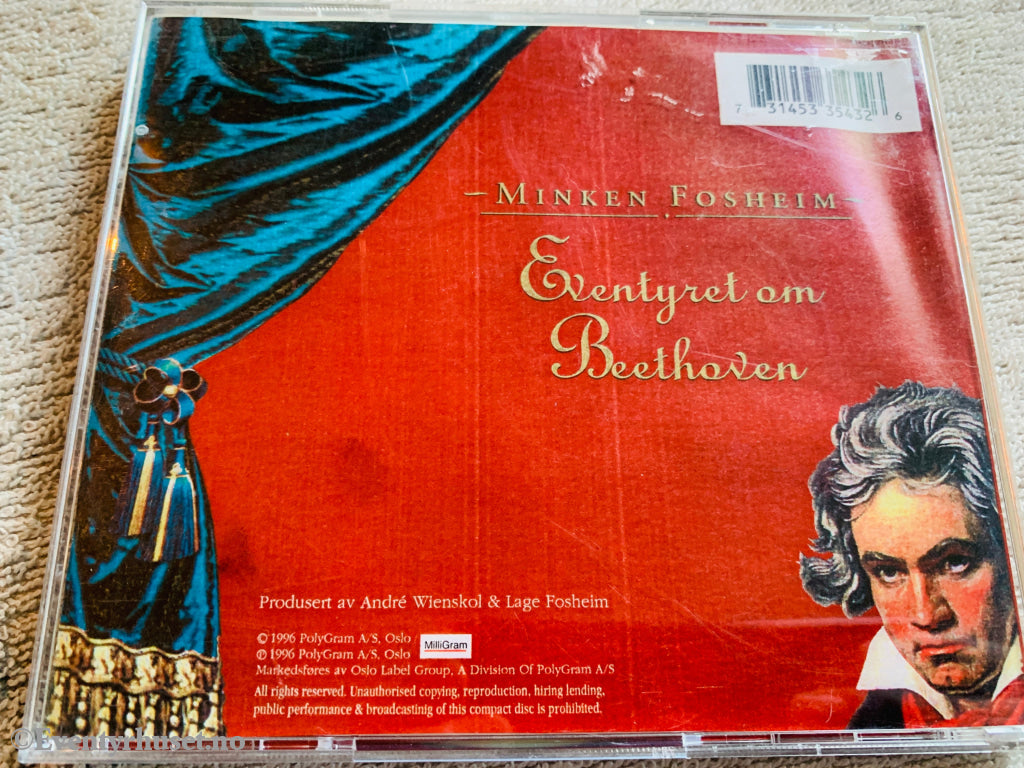 7 31453 35432 6
– MINKEN FOSHEIM –
Eventyret om
Beethoven
Produsert av André Wienskol & Lage Fosheim
© 1996 PolyGram A/S, Oslo
℗ 1996 PolyGram A/S, Oslo
MilliGram
Markedsføres av Oslo Label Group, A Division Of PolyGram A/S
All rights reserved. Unauthorised copying, reproduction, hiring lending,
public performance & broadcastinig of this compact disc is prohibited.
©Eventyrhuset.no